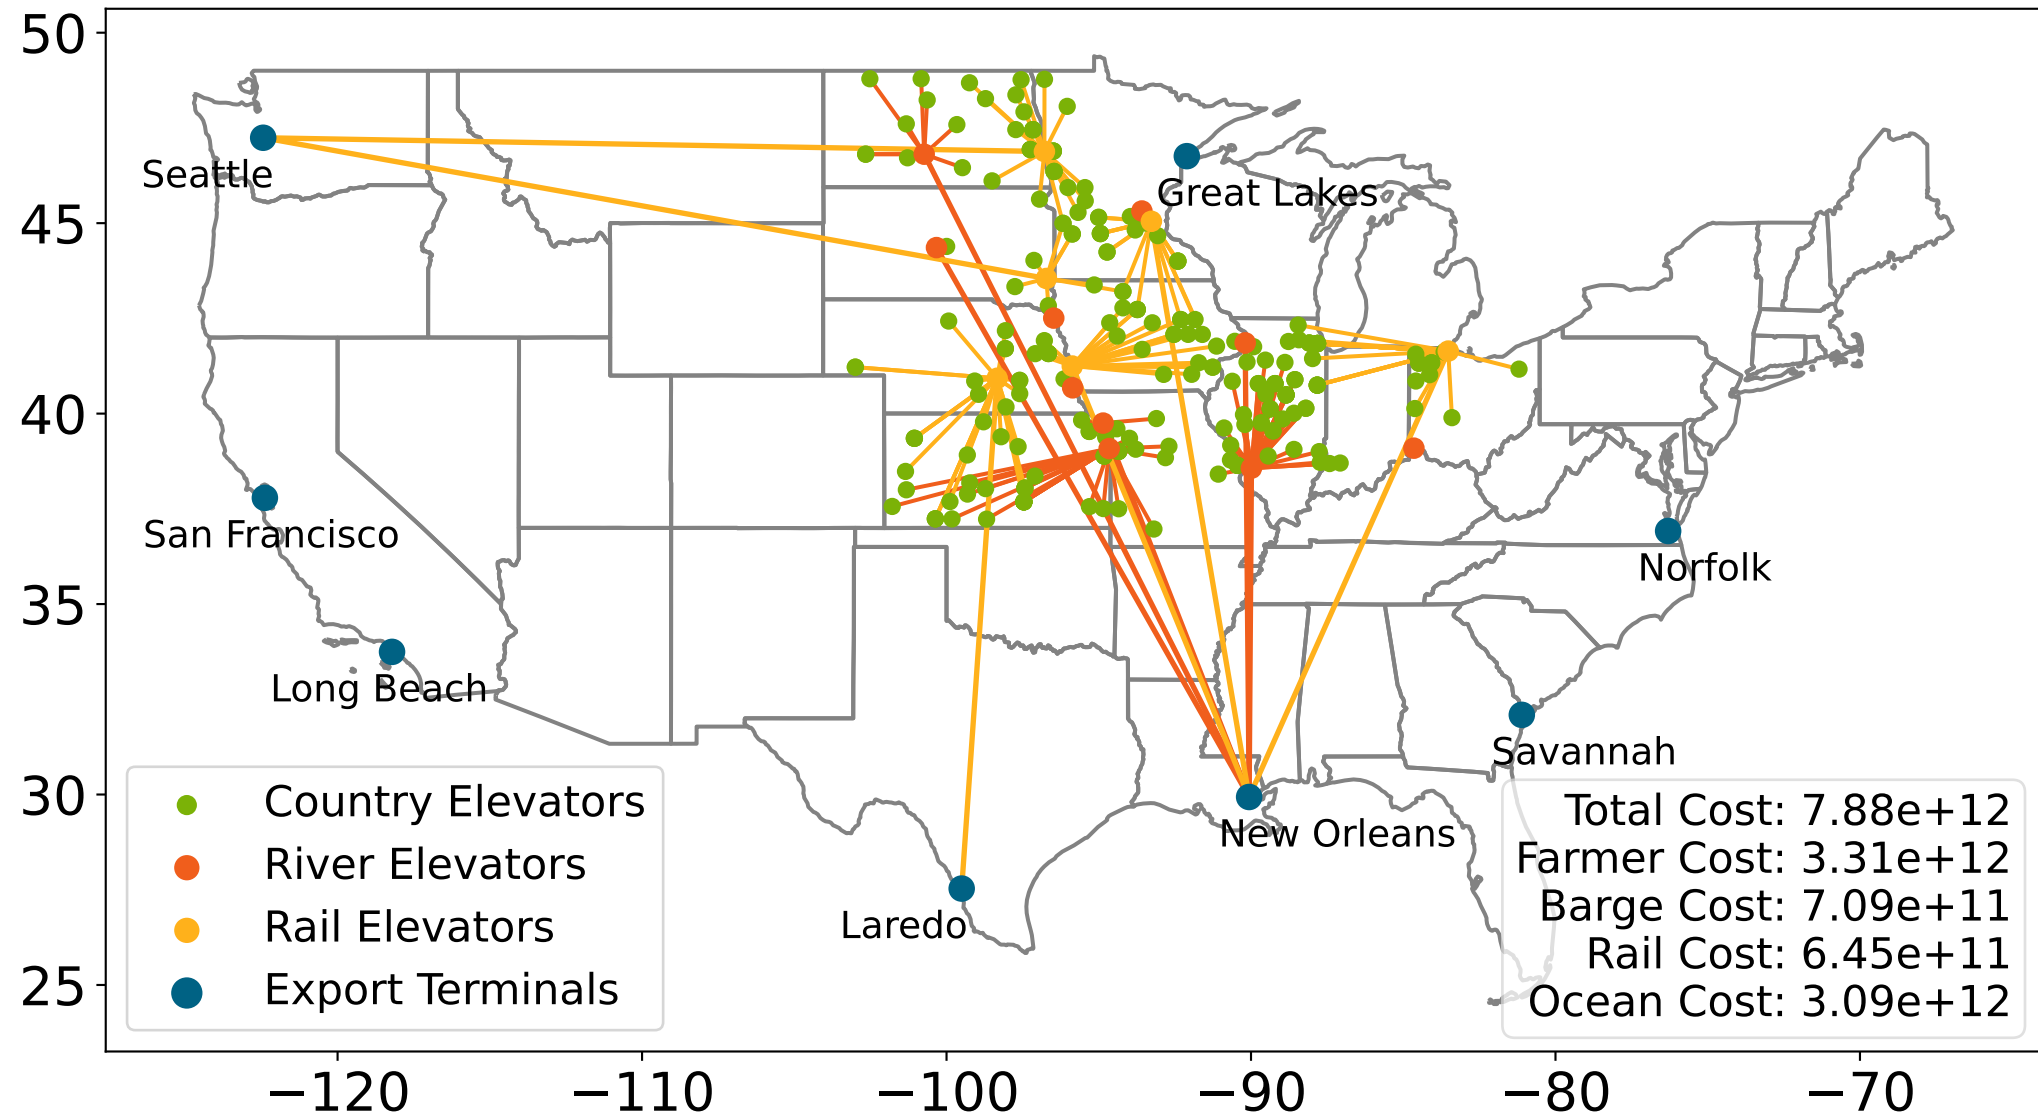 50
45
40
35
30
25
−120
−110
−100
−90
−80
−70
Seattle
Great Lakes
San Francisco
Norfolk
Long Beach
Savannah
New Orleans
Laredo
Country Elevators
River Elevators
Rail Elevators
Export Terminals
Total Cost: 7.88e+12
Farmer Cost: 3.31e+12
Barge Cost: 7.09e+11
Rail Cost: 6.45e+11
Ocean Cost: 3.09e+12